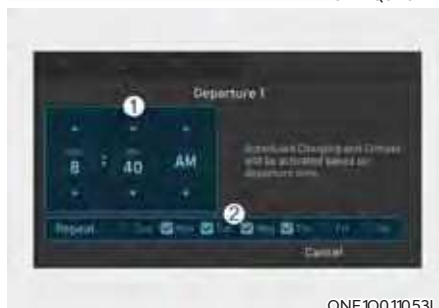 Departure 1
1
8 : 40 AM
Scheduled Charging and Climate
will be activated based on
departure time.
2
Repeat Sun Mon Tue Wed Thu Fri Sat
Cancel
ONE1Q011053L